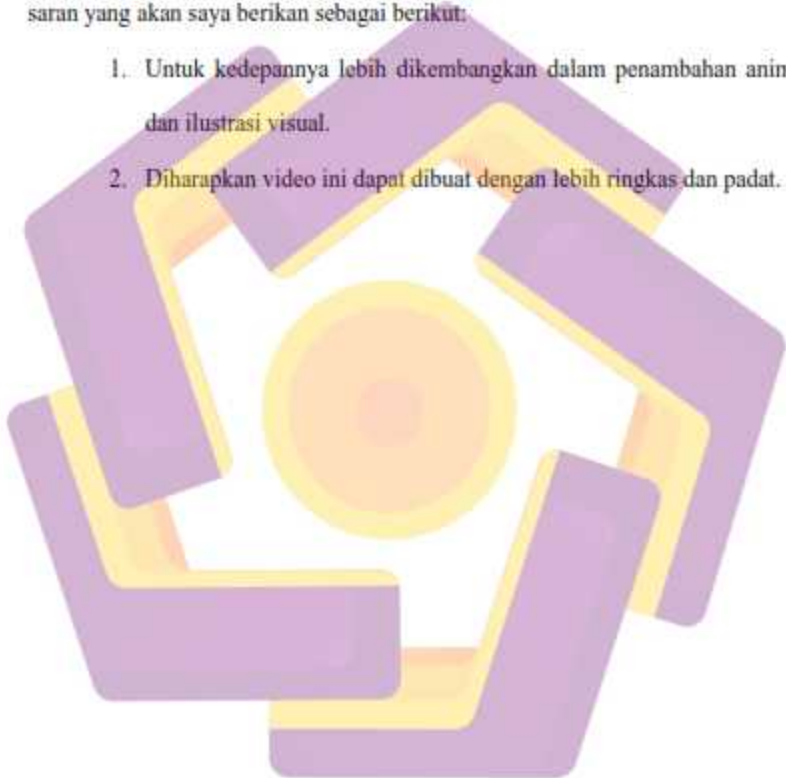 saran yang akan saya berikan sebagai berikut:
1. Untuk kedepannya lebih dikembangkan dalam penambahan
dan ilustrasi visual.
2. Diharapkan video ini dapat dibuat dengan lebih ringkas dan padat.